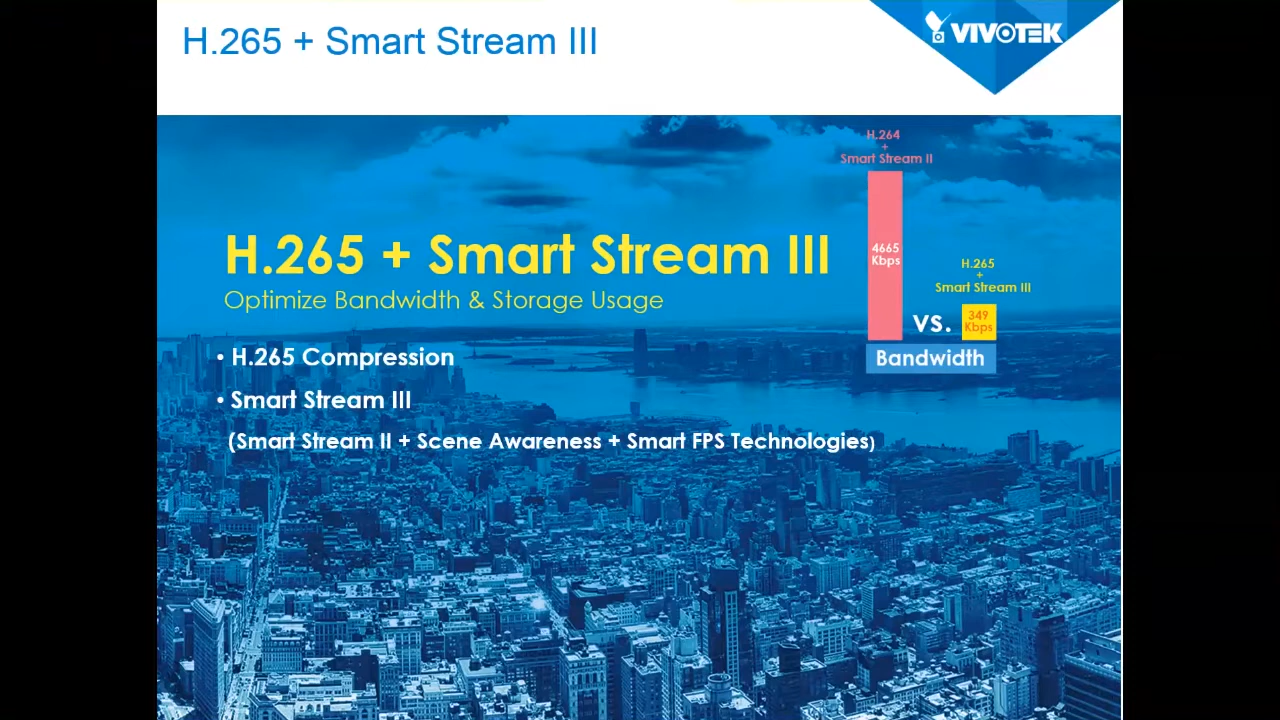 H.265 + Smart Stream III
VIVOTEK
H.264
+
Smart Stream II
4665
Kbps
H.265 + Smart Stream III
Optimize Bandwidth & Storage Usage
H.265
+
Smart Stream III
349
Kbps
vs.
Bandwidth
• H.265 Compression
• Smart Stream III
(Smart Stream II + Scene Awareness + Smart FPS Technologies)